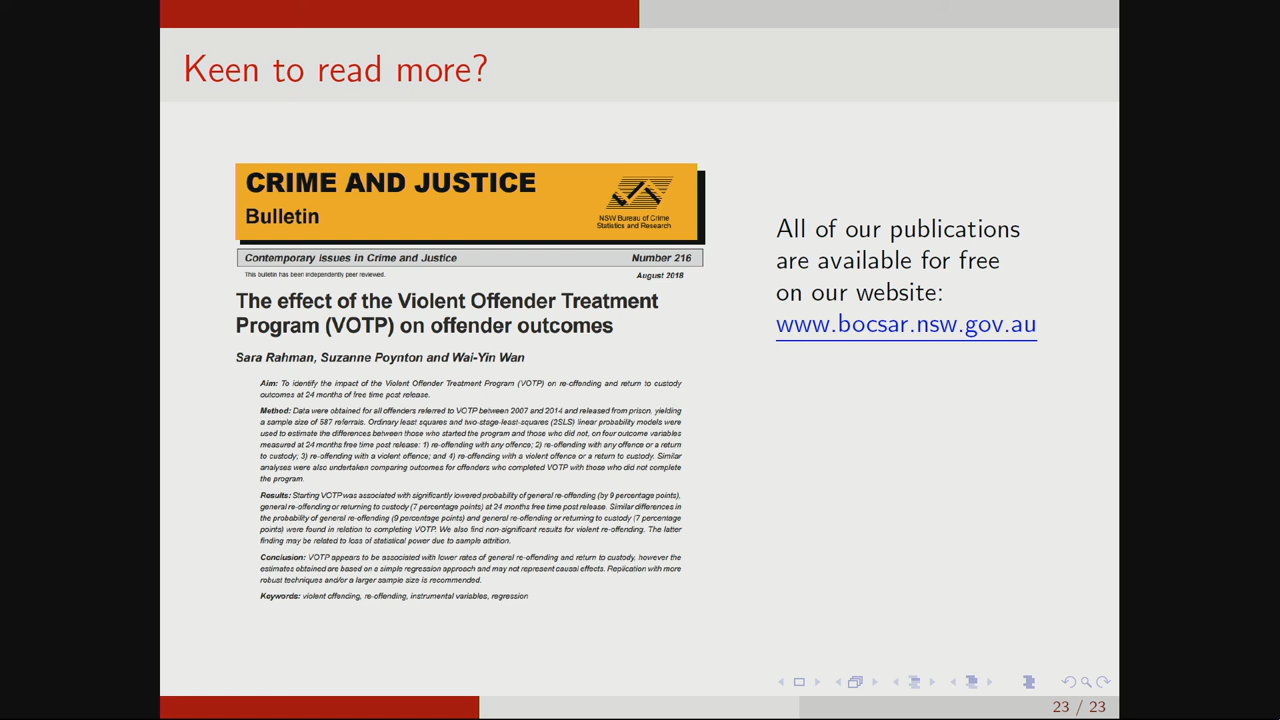 Keen to read more?
CRIME AND JUSTICE
Bulletin
NSW Bureau of Crime
Statistics and Research
Contemporary Issues in Crime and Justice
Number 216
This bulletin has been independently peer reviewed.
August 2018
The effect of the Violent Offender Treatment
Program (VOTP) on offender outcomes
Sara Rahman, Suzanne Poynton and Wai-Yin Wan
Aim: To identify the impact of the Violent Offender Treatment Program (VOTP) on re-offending and return to custody
outcomes at 24 months of free time post release.
Method: Data were obtained for all offenders referred to VOTP between 2007 and 2014 and released from prison, yielding
a sample size of 587 referrals. Ordinary least squares and two-stage-least-squares (2SLS) linear probability models were
used to estimate the differences between those who started the program and those who did not, on four outcome variables
measured at 24 months free time post release: 1) re-offending with any offence; 2) re-offending with any offence or a return
to custody; 3) re-offending with a violent offence; and 4) re-offending with a violent offence or a return to custody. Similar
analyses were also undertaken comparing outcomes for offenders who completed VOTP with those who did not complete
the program.
Results: Starting VOTP was associated with significantly lowered probability of general re-offending (by 9 percentage points),
general re-offending or returning to custody (7 percentage points) at 24 months free time post release. Similar differences in
the probability of general re-offending (9 percentage points) and general re-offending or returning to custody (7 percentage
points) were found in relation to completing VOTP. We also find non-significant results for violent re-offending. The latter
finding may be related to loss of statistical power due to sample attrition.
Conclusion: VOTP appears to be associated with lower rates of general re-offending and return to custody, however the
estimates obtained are based on a simple regression approach and may not represent causal effects. Replication with more
robust techniques and/or a larger sample size is recommended.
Keywords: violent offending, re-offending, instrumental variables, regression
All of our publications
are available for free
on our website:
www.bocsar.nsw.gov.au
23 / 23